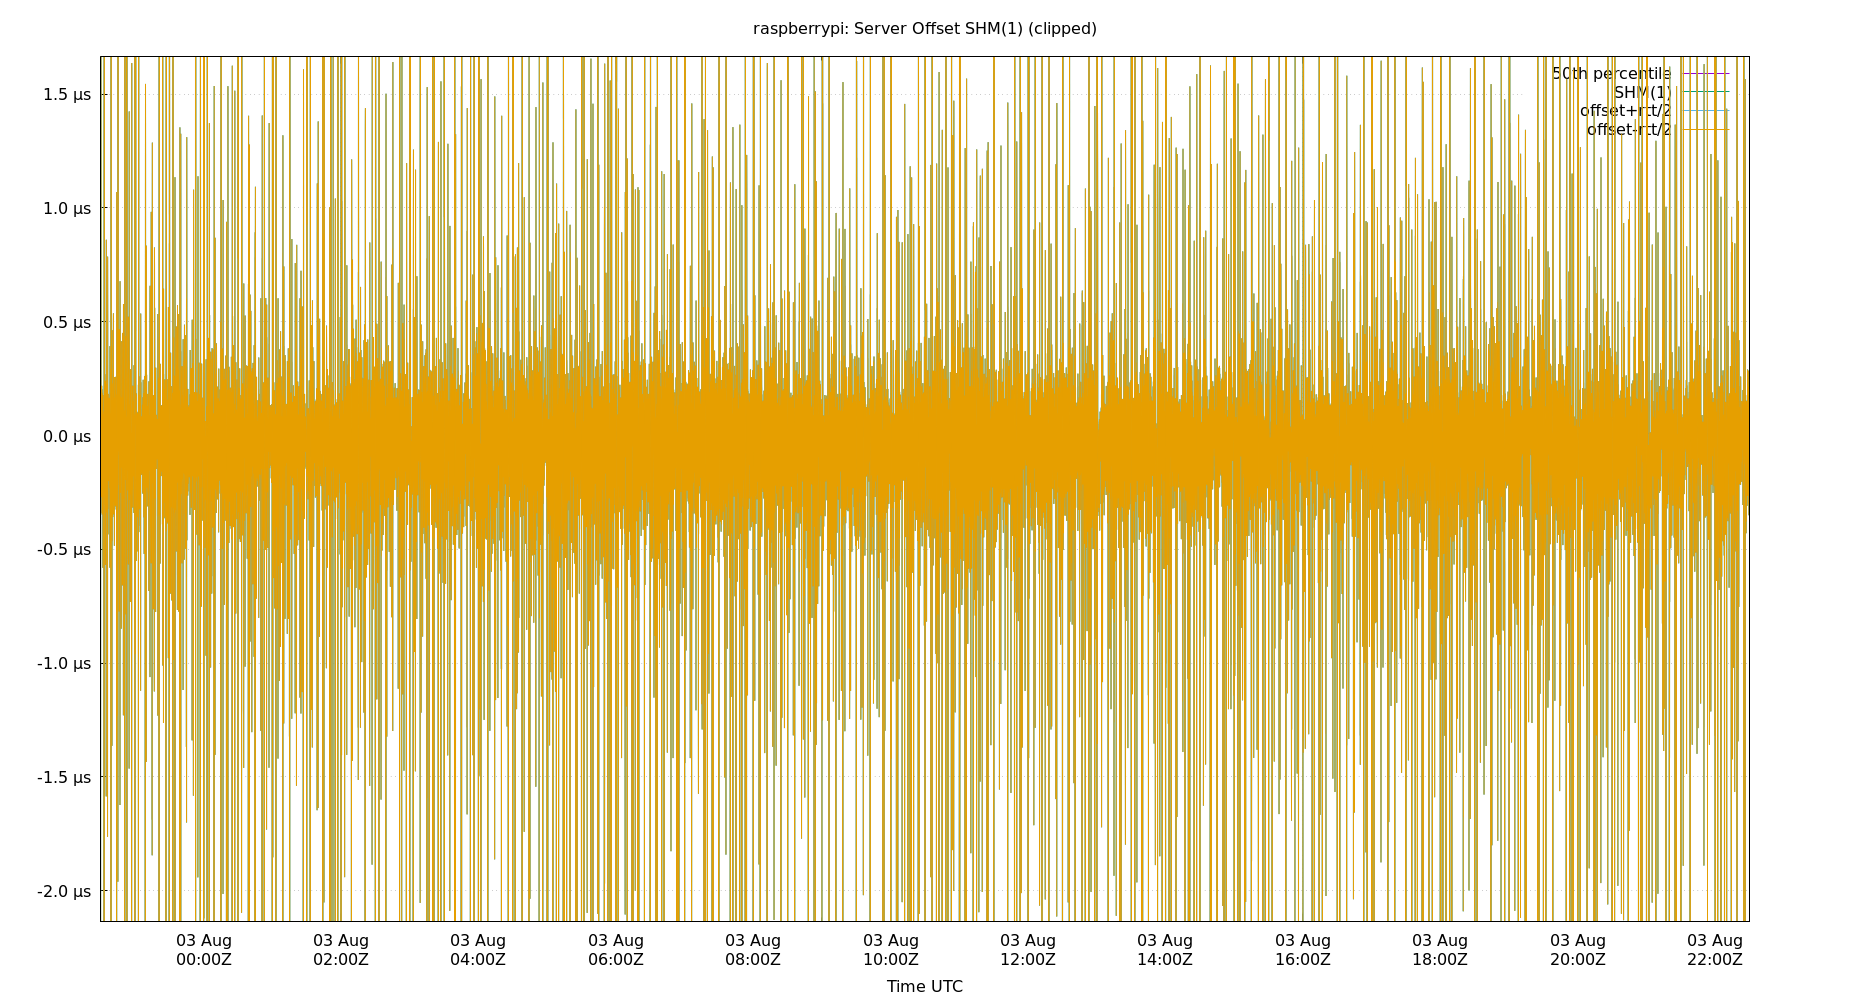 raspberrypi: Server Offset SHM(1) (clipped)
50th percentile
SHM(1)
offset+rtt/2
offset-rtt/2
1.5 µs
1.0 µs
0.5 µs
0.0 µs
-0.5 µs
-1.0 µs
-1.5 µs
-2.0 µs
03 Aug 03 Aug 03 Aug 03 Aug 03 Aug 03 Aug 03 Aug 03 Aug 03 Aug 03 Aug 03 Aug 03 Aug
00:00Z 02:00Z 04:00Z 06:00Z 08:00Z 10:00Z 12:00Z 14:00Z 16:00Z 18:00Z 20:00Z 22:00Z
Time UTC